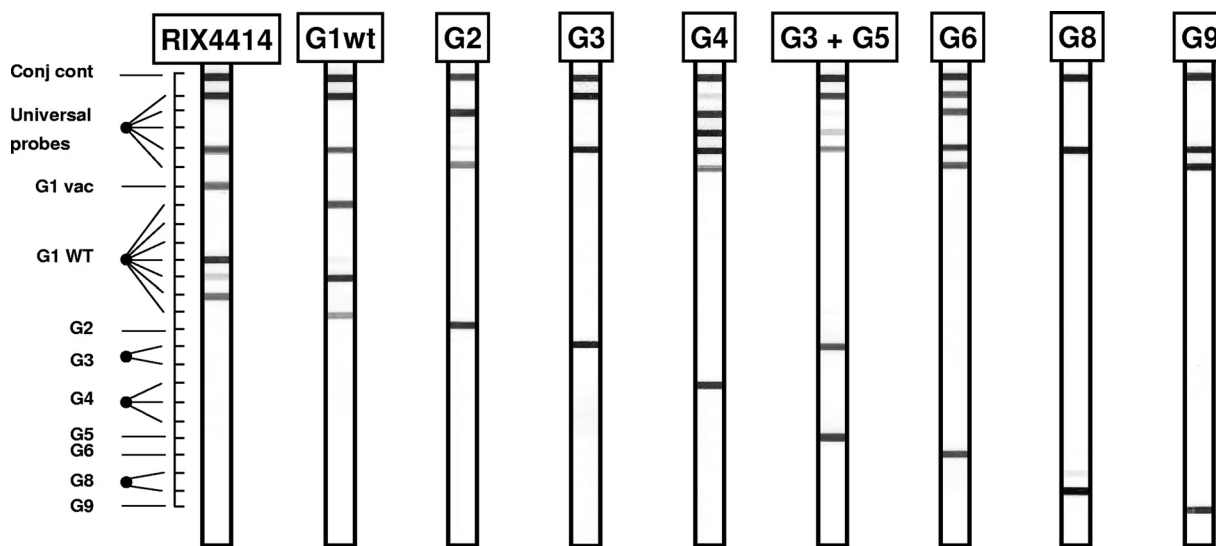 RIX4414
G1wt
G2
G3
G4
G3 + G5
G6
G8
G9
Conj cont
Universal
probes
G1 vac
G1 WT
G2
G3
G4
G5
G6
G8
G9